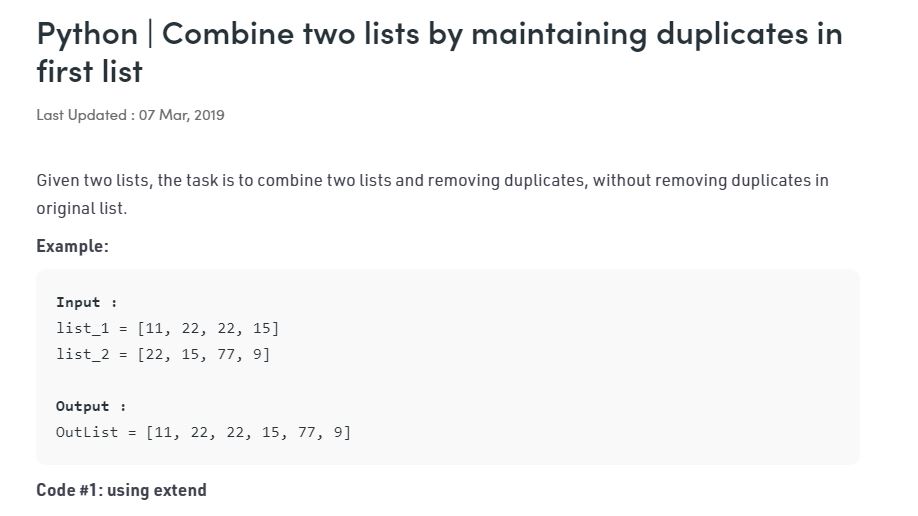 Python | Combine two lists by maintaining duplicates in
first list
Last Updated : 07 Mar, 2019
Given two lists, the task is to combine two lists and removing duplicates, without removing duplicates in
original list.
Example:
Input :
list_1 = [11, 22, 22, 15]
list_2 = [22, 15, 77, 9]
Output :
OutList = [11, 22, 22, 15, 77, 9]
Code #1: using extend